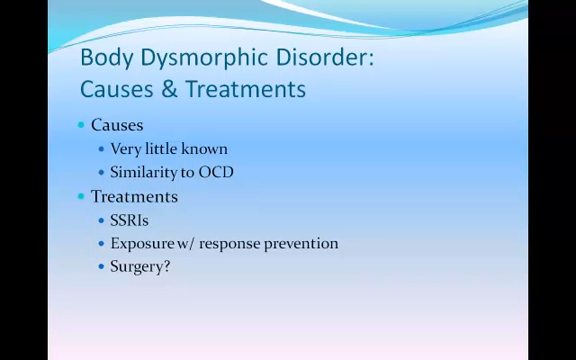 Body Dysmorphic Disorder:
Causes & Treatments
Causes
Very little known
Similarity to OCD
Treatments
SSRIs
Exposure w/ response prevention
Surgery?